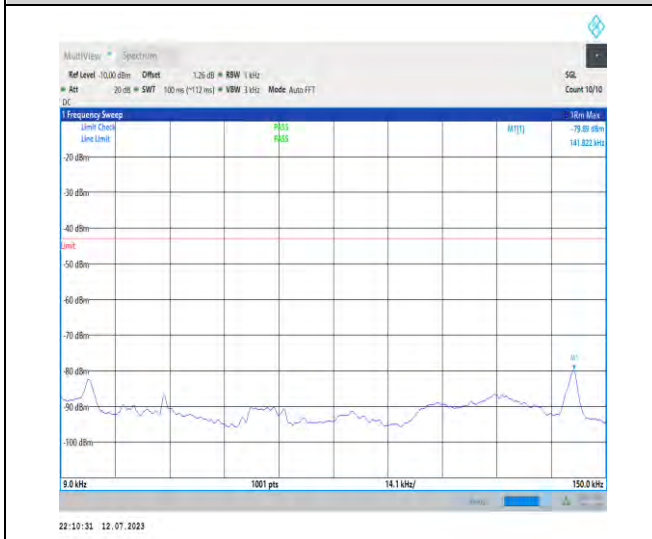 MultiView Spectrum
Ref Level -10.00 dBm Offset 1.26 dB RBW 1 kHz SGL
Att 20 dB SWT 100 ms (~112 ms) VBW 3 kHz Mode Auto FFT Count 10/10
DC
1 Frequency Sweep 1Rm Max
Limit Check PASS M1[1] -79.89 dBm
Line Limit PASS 141.822 kHz
-20 dBm
-30 dBm
-40 dBm
Limit
-50 dBm
-60 dBm
-70 dBm
M1
-80 dBm
-90 dBm
-100 dBm
9.0 kHz 1001 pts 14.1 kHz/ 150.0 kHz
22:10:31 12.07.2023